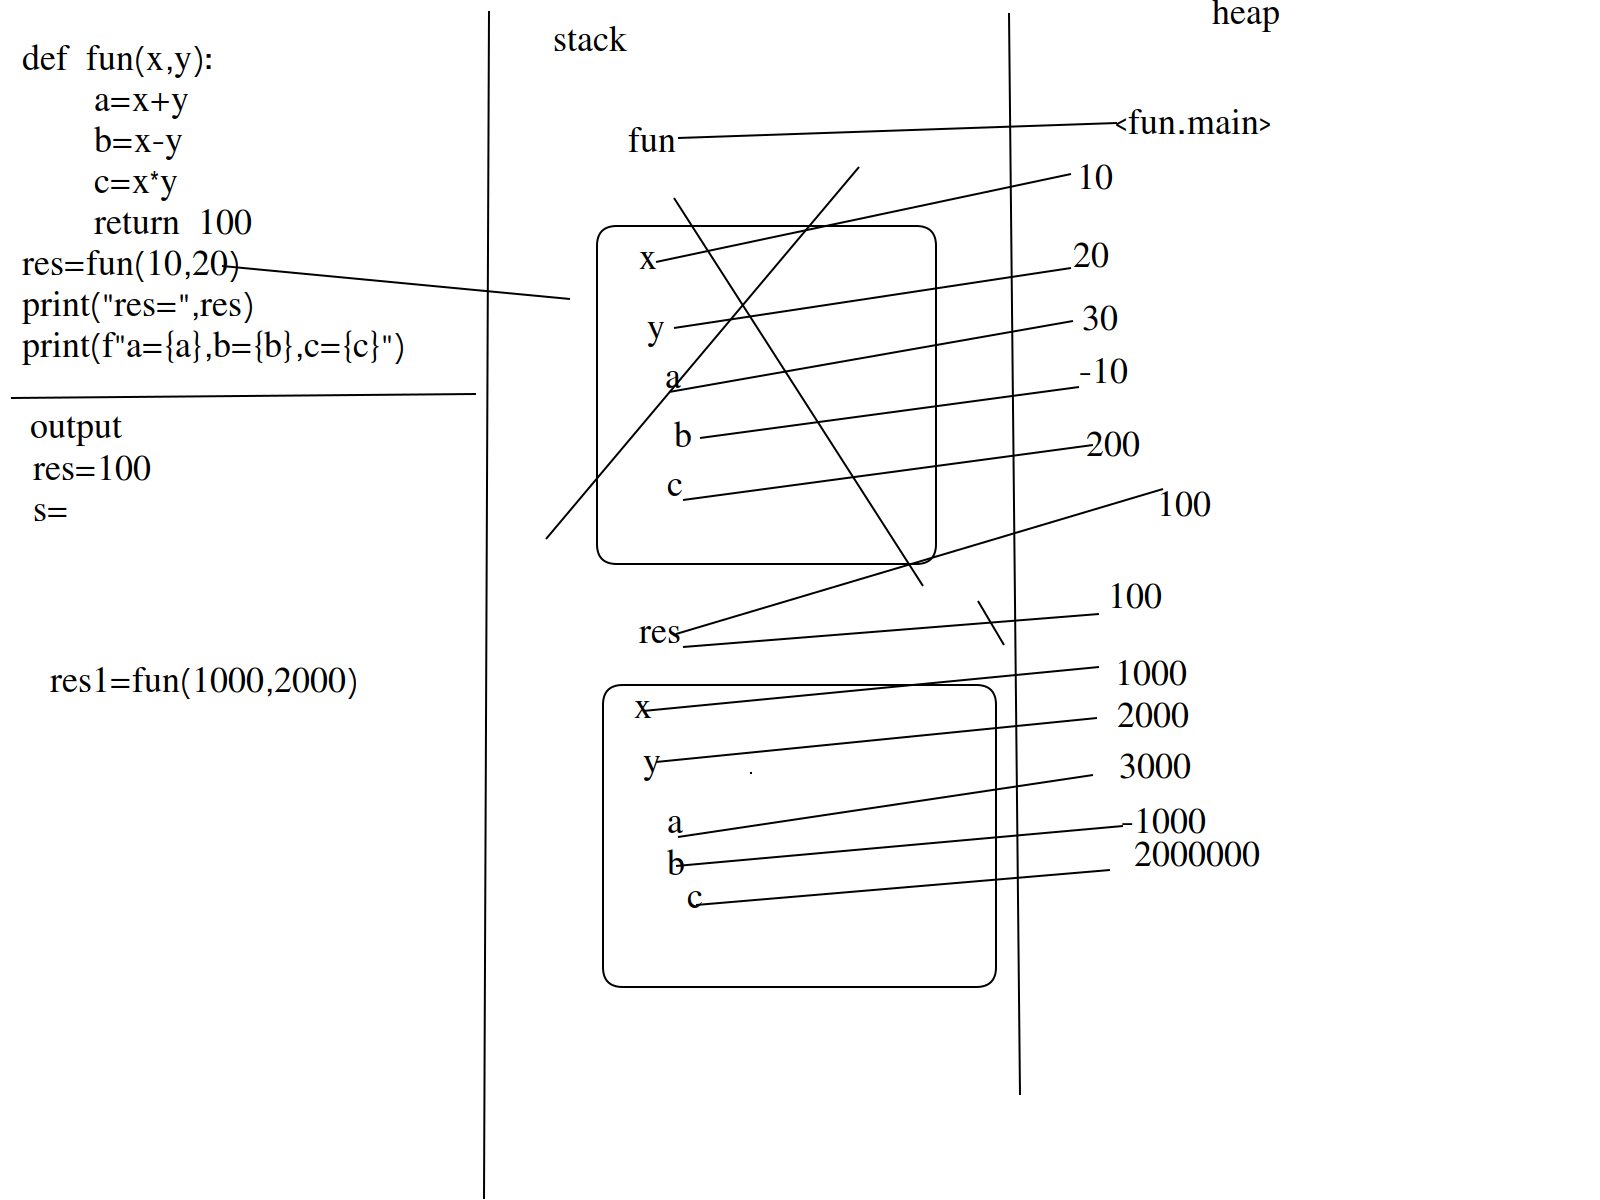 def fun(x,y):
a=x+y
b=x-y
c=x*y
return 100
res=fun(10,20)
print("res=",res)
print(f"a={a},b={b},c={c}")
output
res=100
s=
res1=fun(1000,2000)
stack
fun
x
y
a
b
c
res
x
y
a
b
c
heap
<fun.main>
10
20
30
-10
200
100
100
1000
2000
3000
-1000
2000000